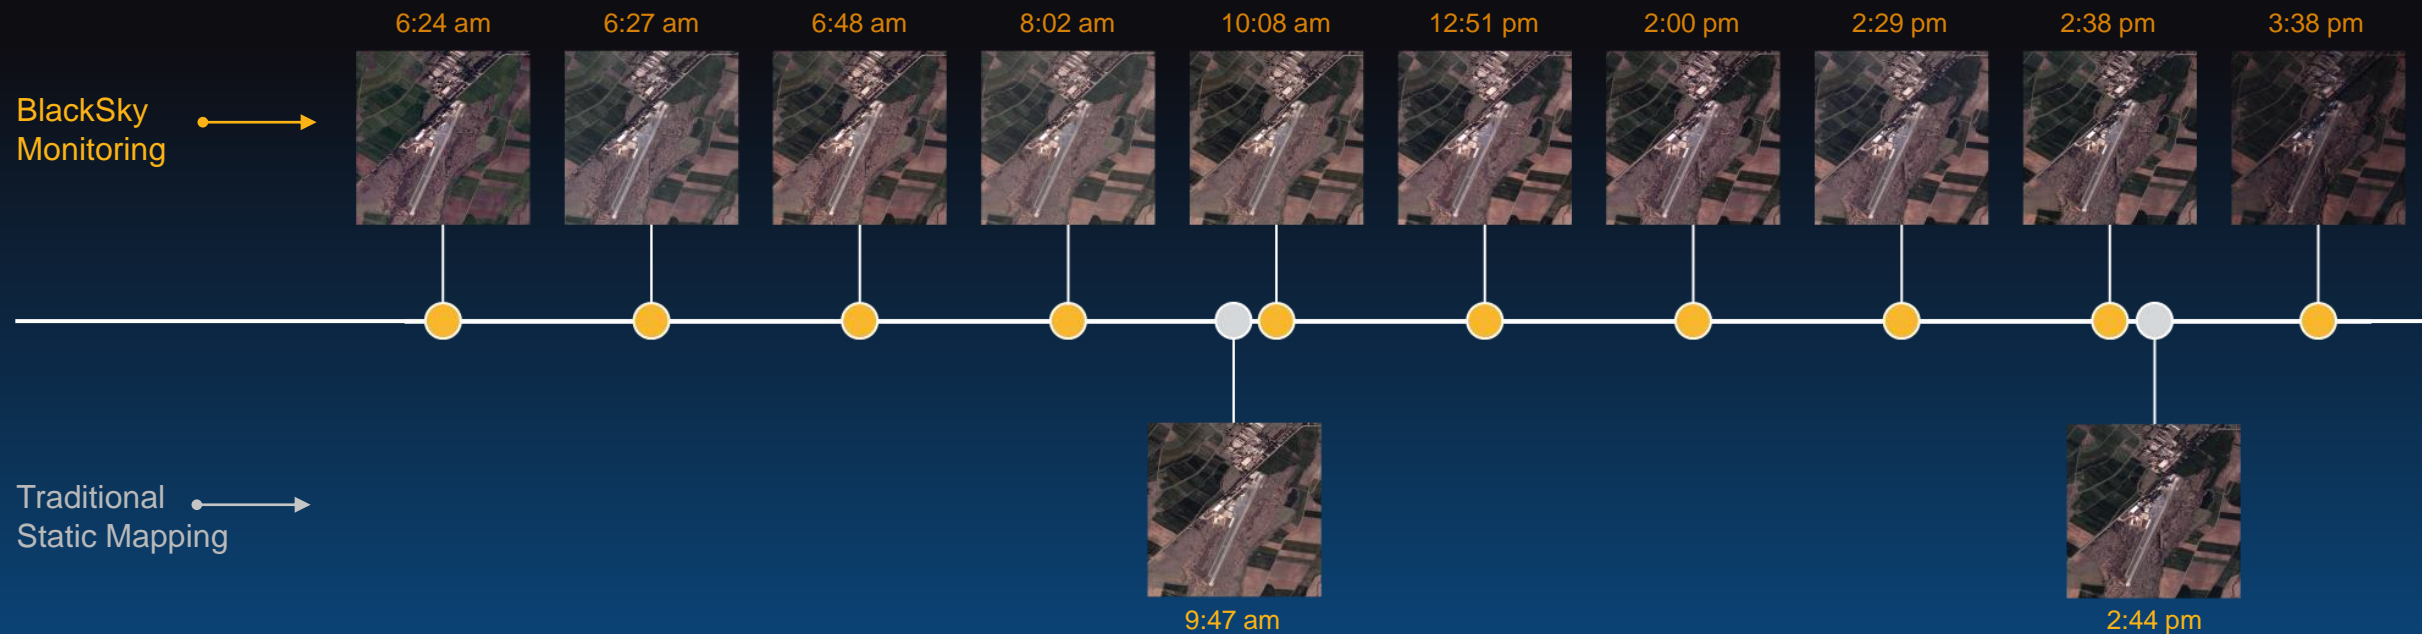 6:24 am
6:27 am
6:48 am
8:02 am
10:08 am
12:51 pm
2:00 pm
2:29 pm
2:38 pm
3:38 pm
BlackSky
Monitoring
Traditional
Static Mapping
9:47 am
2:44 pm